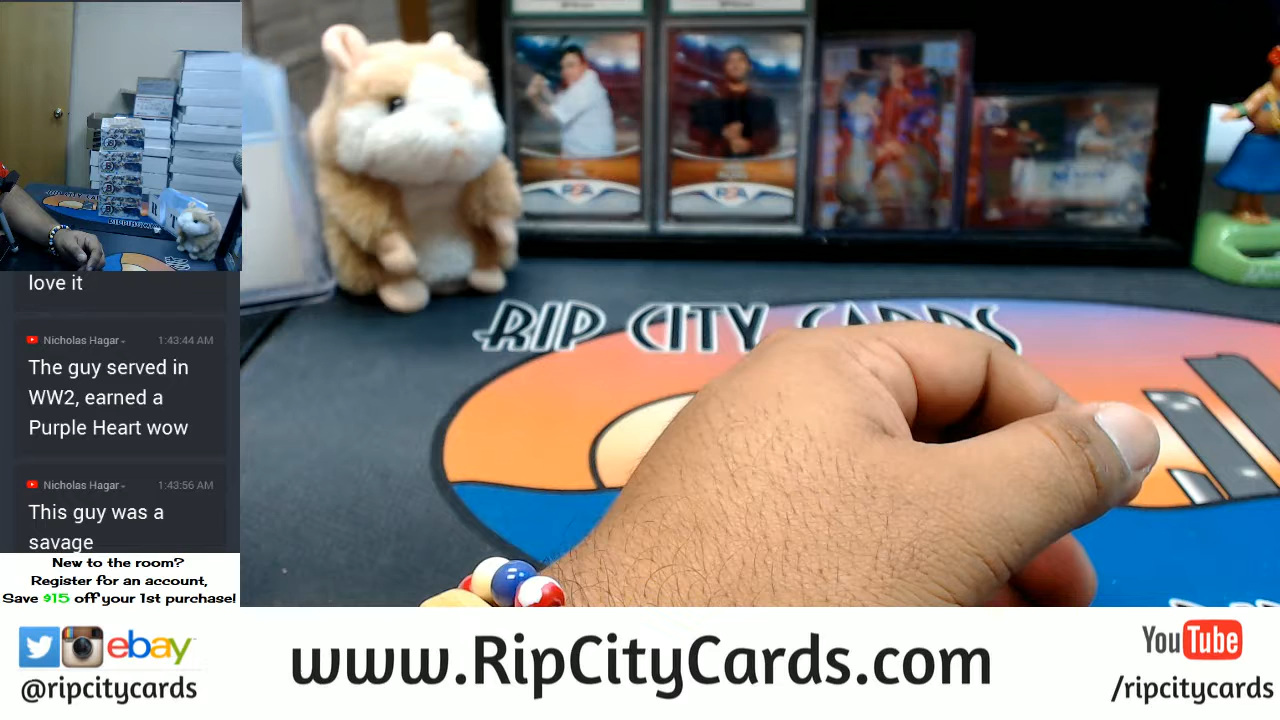 love it
Nicholas Hagar
1:43:44 AM
The guy served in
WW2, earned a
Purple Heart wow
Nicholas Hagar
1:43:56 AM
This guy was a
savage
New to the room?
Register for an account,
Save $15 off your 1st purchase!
RIP CITY CARDS
ebay
@ripcitycards
www.RipCityCards.com
YouTube
/ripcitycards